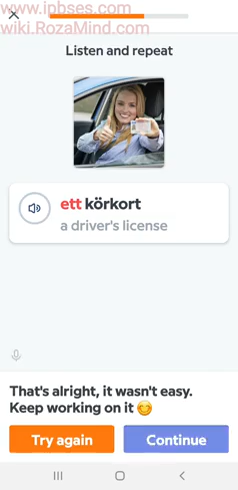 www.ipbses.com
wiki.RozaMind.com
Listen and repeat
ett körkort
a driver's license
That's alright, it wasn't easy.
Keep working on it
Try again
Continue